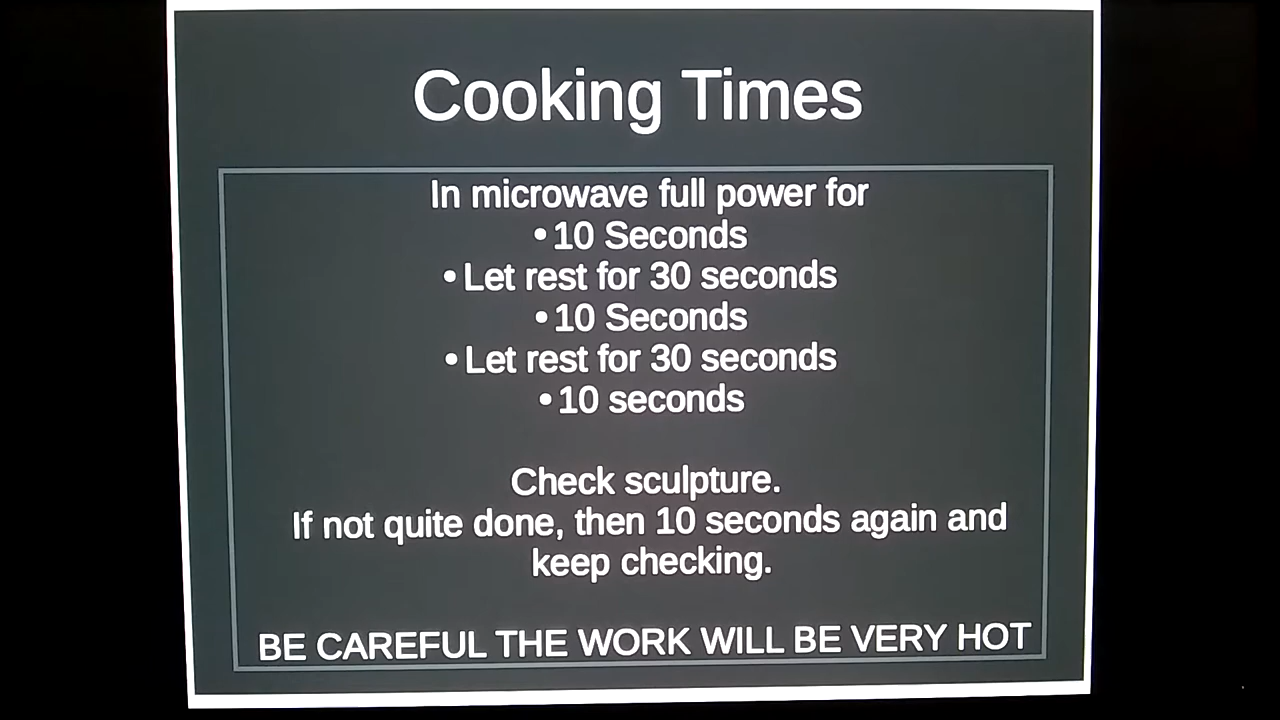 Cooking Times
In microwave full power for
• 10 Seconds
• Let rest for 30 seconds
• 10 Seconds
• Let rest for 30 seconds
• 10 seconds
Check sculpture.
If not quite done, then 10 seconds again and
keep checking.
BE CAREFUL THE WORK WILL BE VERY HOT